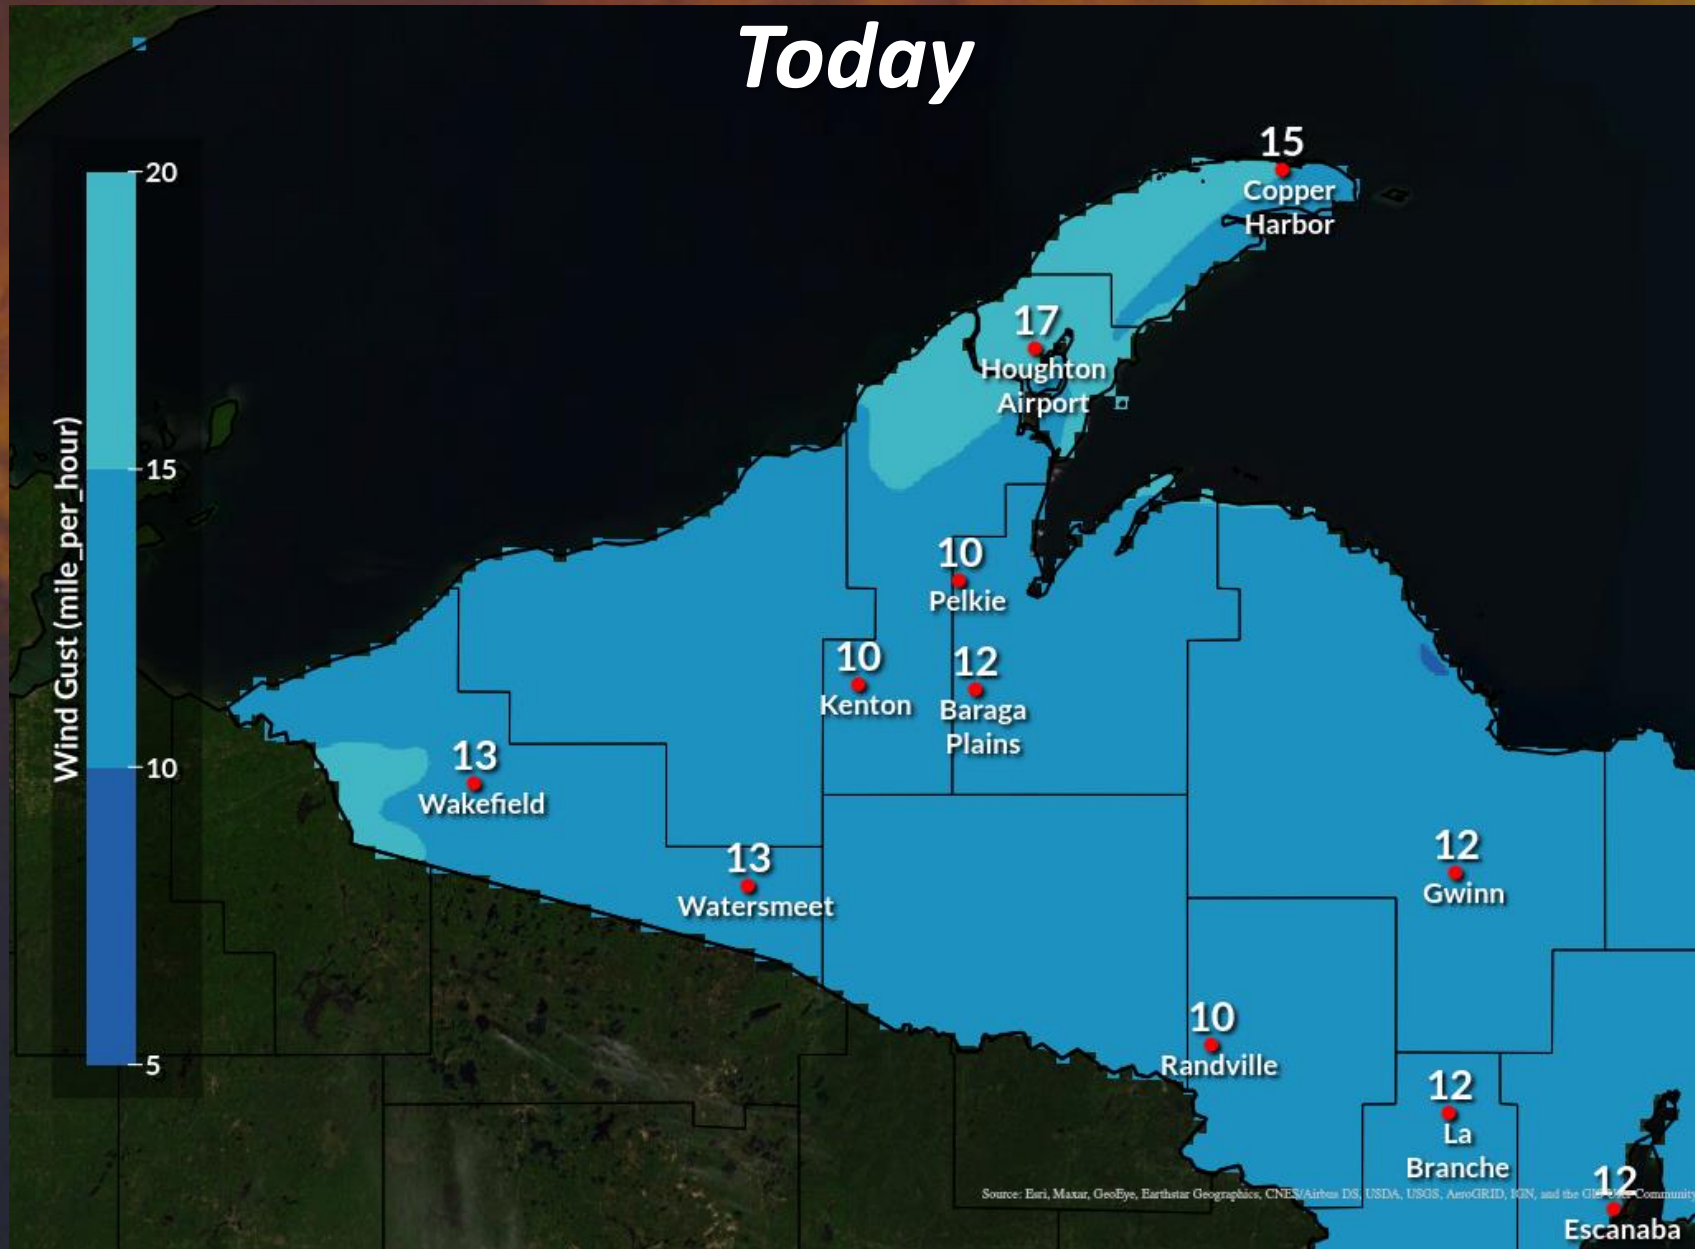 Today
20
15
10
5
Wind Gust (mile_per_hour)
15
Copper
Harbor
17
Houghton
Airport
10
Pelkie
10
Kenton
12
Baraga
Plains
13
Wakefield
13
Watersmeet
12
Gwinn
10
Randville
12
La
Branche
12
Escanaba
Source: Esri, Maxar, GeoEye, Earthstar Geographics, CNES/Airbus DS, USDA, USGS, AeroGRID, IGN, and the GIS User Community